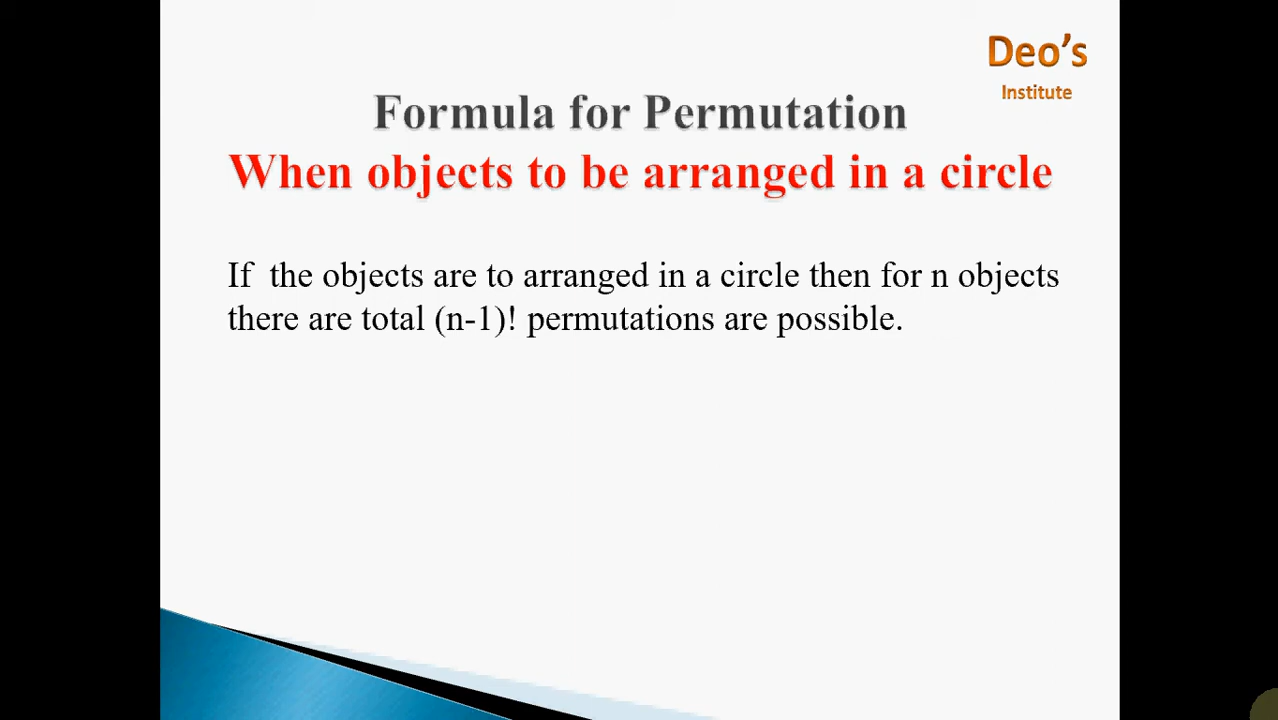 Deo's
Institute
Formula for Permutation
When objects to be arranged in a circle
If the objects are to arranged in a circle then for n objects
there are total (n-1)! permutations are possible.